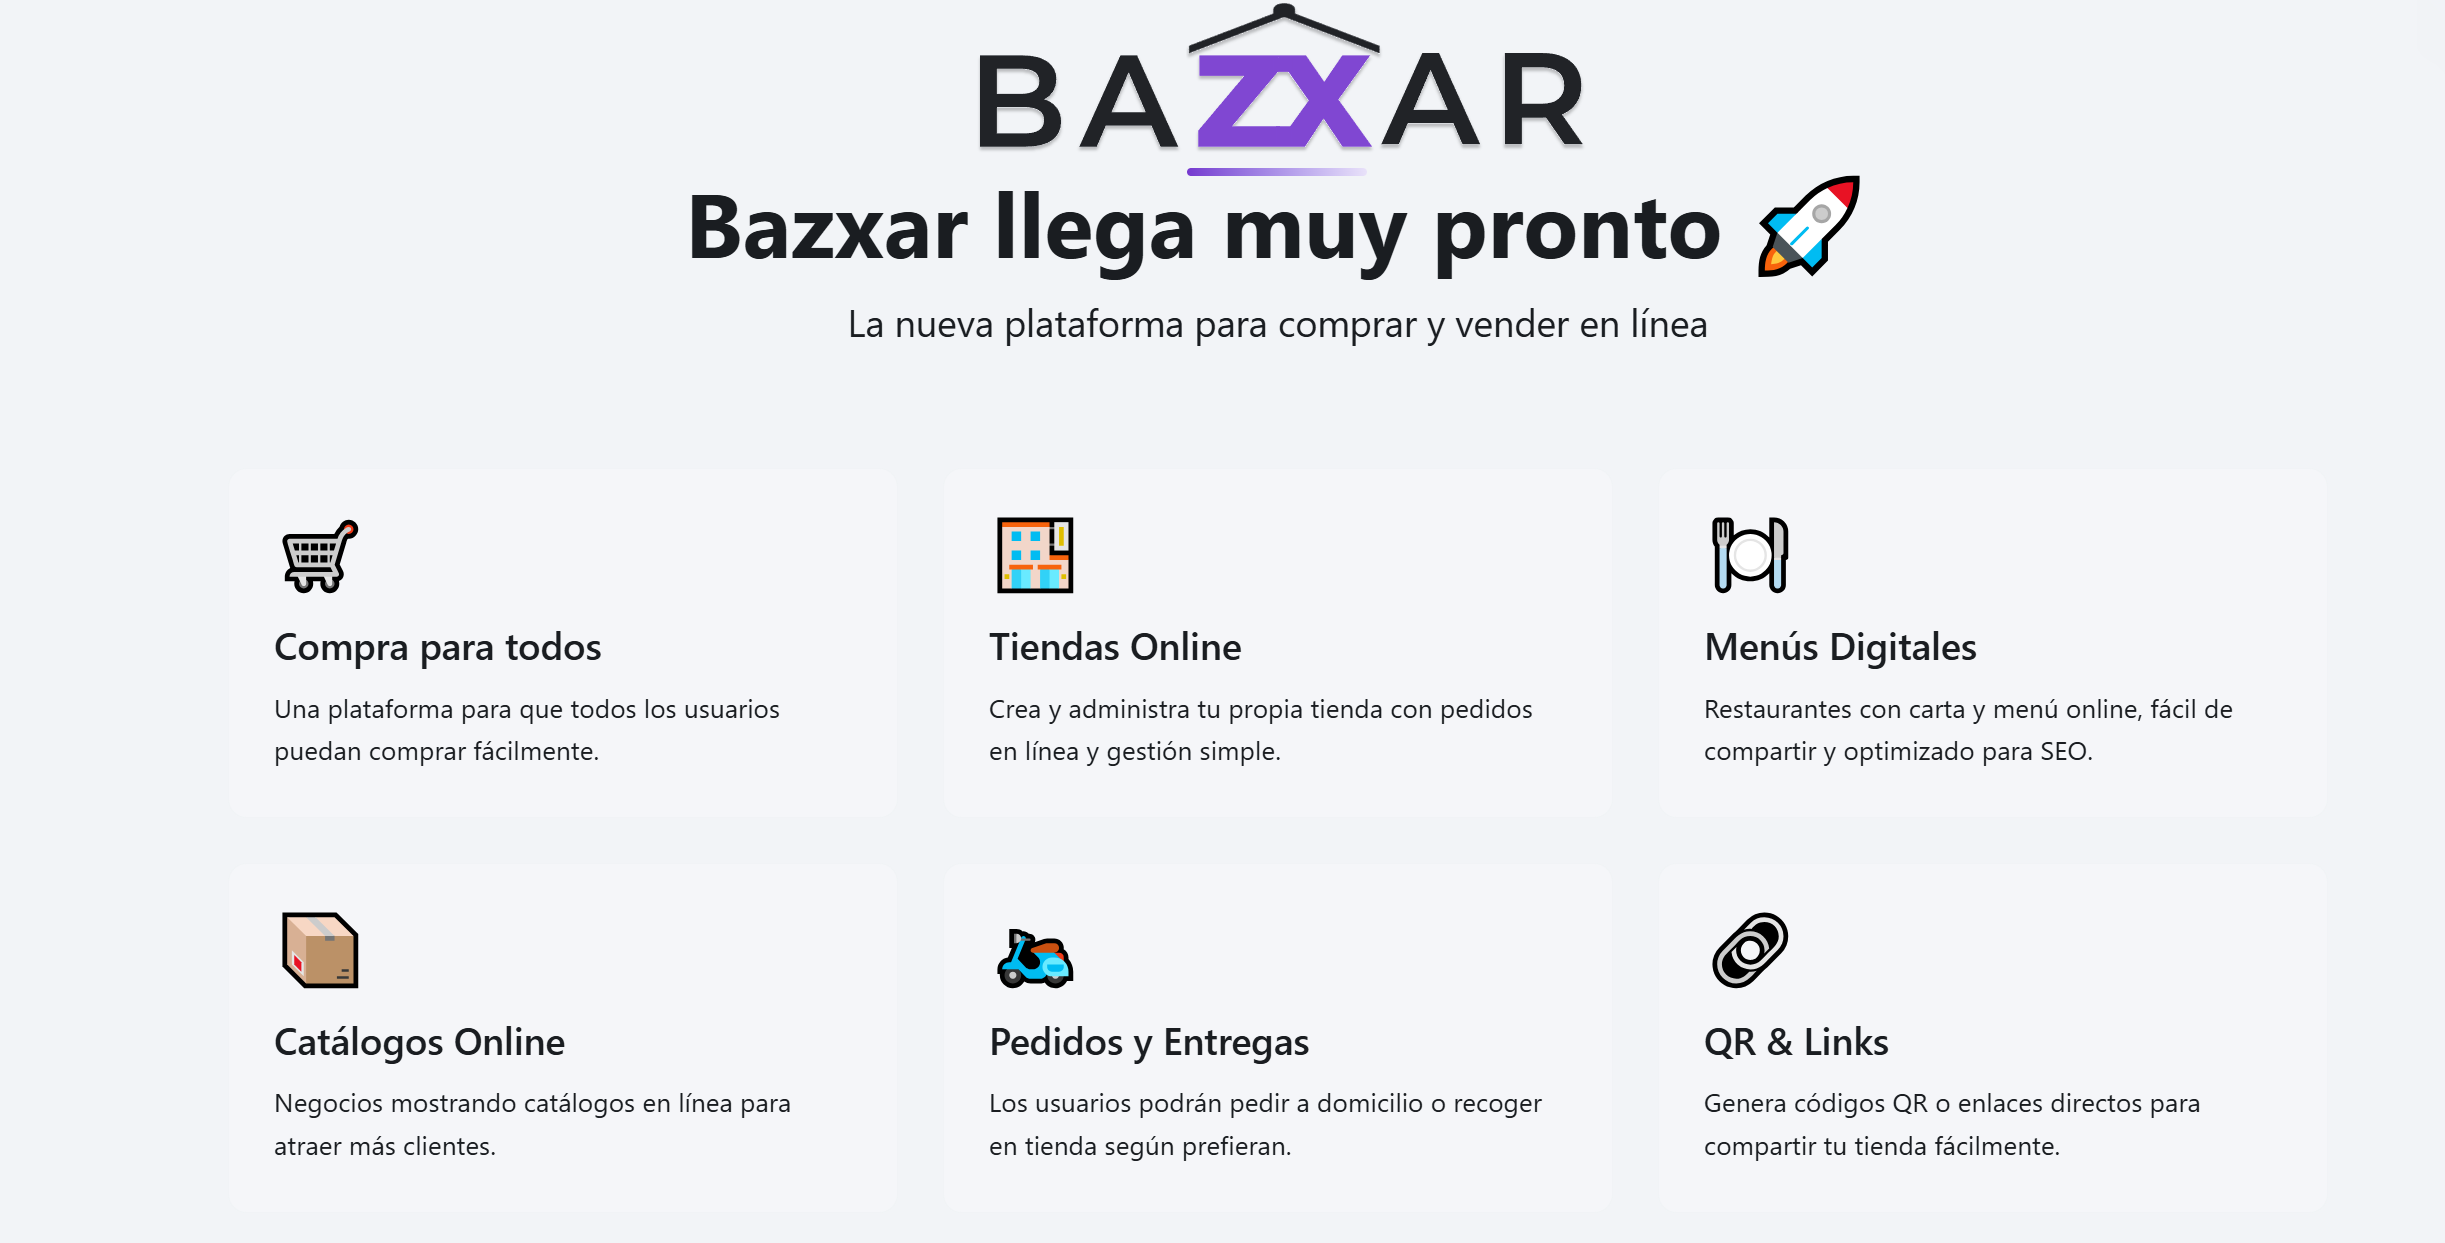 BAZXAR
Bazxar llega muy pronto
La nueva plataforma para comprar y vender en línea
Compra para todos
Una plataforma para que todos los usuarios
puedan comprar fácilmente.
Tiendas Online
Crea y administra tu propia tienda con pedidos
en línea y gestión simple.
Menús Digitales
Restaurantes con carta y menú online, fácil de
compartir y optimizado para SEO.
Catálogos Online
Negocios mostrando catálogos en línea para
atraer más clientes.
Pedidos y Entregas
Los usuarios podrán pedir a domicilio o recoger
en tienda según prefieran.
QR & Links
Genera códigos QR o enlaces directos para
compartir tu tienda fácilmente.